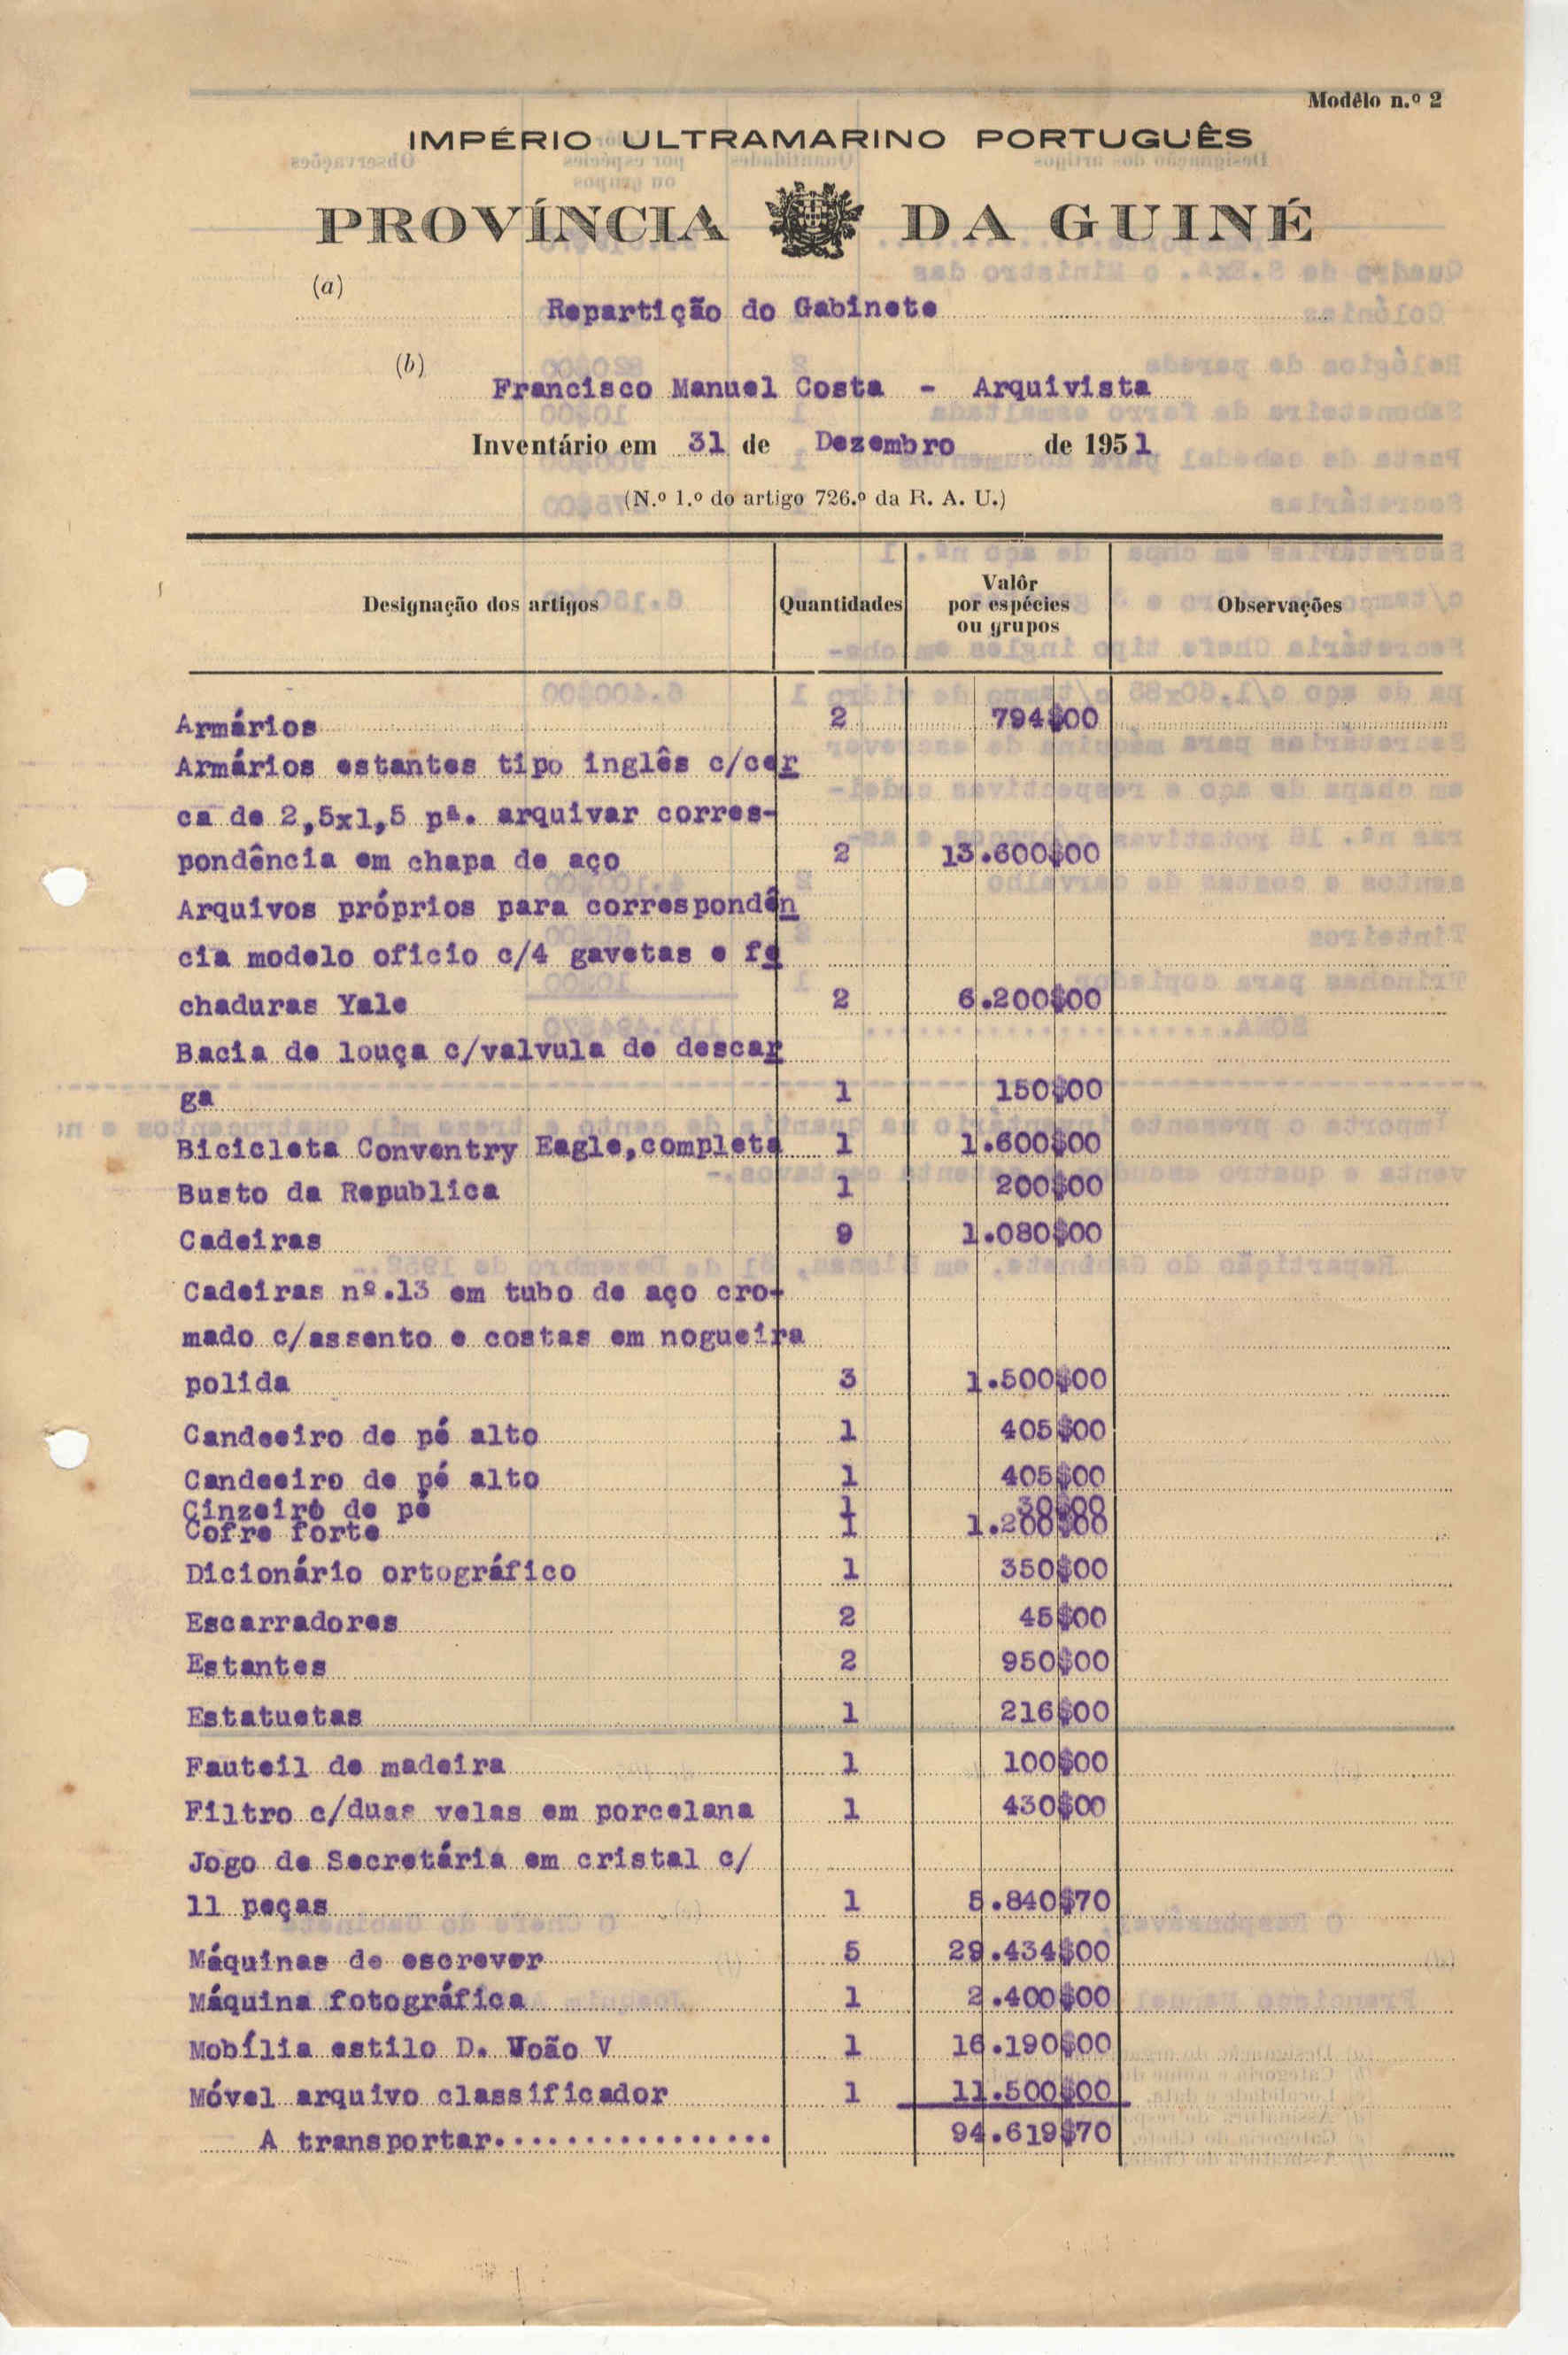 Modêlo n.º 2
IMPÉRIO ULTRAMARINO PORTUGUÊS
PROVÍNCIA DA GUINÉ
(a)
Repartição do Gabinete
(b)
Francisco Manuel Costa - Arquivista
Inventário em 31 de Dezembro de 1951
(N.º 1.º do artigo 726.º da R. A. U.)
Designação dos artigos Quantidades Valôr por espécies ou grupos Observações
Armários 2 794$00
Armários estantes tipo inglês c/cer
ca de 2,5x1,5 pª. arquivar corres-
pondência em chapa de aço 2 13.600$00
Arquivos próprios para correspondên
cia modelo oficio c/4 gavetas e fe
chaduras Yale 2 6.200$00
Bacia de louça c/valvula de descar
ga 1 150$00
Bicicleta Conventry Eagle,completa 1 1.600$00
Busto da Republica 1 200$00
Cadeiras 9 1.080$00
Cadeiras nº.13 em tubo de aço cro-
mado c/assento e costas em nogueira
polida 3 1.500$00
Candeeiro de pé alto 1 405$00
Candeeiro de pé alto 1 405$00
Cinzeiro de pé 1 30$00
Cofre forte 1 1.200$00
Dicionário ortográfico 1 350$00
Escarradores 2 45$00
Estantes 2 950$00
Estatuetas 1 216$00
Fauteil de madeira 1 100$00
Filtro c/duas velas em porcelana 1 430$00
Jogo de Secretária em cristal c/
11 peças 1 5.840$70
Máquinas de escrever 5 29.434$00
Máquina fotográfica 1 2.400$00
Mobília estilo D. João V 1 16.190$00
Móvel arquivo classificador 1 11.500$00
A transportar................ 94.619$70